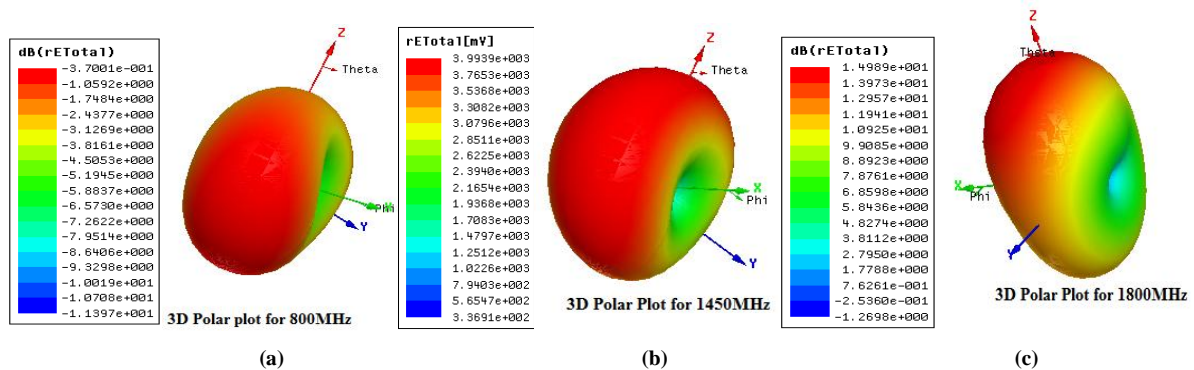 dB(rETotal)
-3.7001e-001
-1.0592e+000
-1.7484e+000
-2.4377e+000
-3.1269e+000
-3.8161e+000
-4.5053e+000
-5.1945e+000
-5.8837e+000
-6.5730e+000
-7.2622e+000
-7.9514e+000
-8.6406e+000
-9.3298e+000
-1.0019e+001
-1.0708e+001
-1.1397e+001
Z
Theta
Phi
Y
3D Polar plot for 800MHz
(a)
rETotal[mV]
3.9939e+003
3.7653e+003
3.5368e+003
3.3082e+003
3.0796e+003
2.8511e+003
2.6225e+003
2.3940e+003
2.1654e+003
1.9368e+003
1.7083e+003
1.4797e+003
1.2512e+003
1.0226e+003
7.9403e+002
5.6547e+002
3.3691e+002
Z
Theta
X
Phi
Y
3D Polar Plot for 1450MHz
(b)
dB(rETotal)
1.4989e+001
1.3973e+001
1.2957e+001
1.1941e+001
1.0925e+001
9.9085e+000
8.8923e+000
7.8761e+000
6.8598e+000
5.8436e+000
4.8274e+000
3.8112e+000
2.7950e+000
1.7788e+000
7.6261e-001
-2.5360e-001
-1.2698e+000
Z
Theta
X
Phi
Y
3D Polar Plot for 1800MHz
(c)